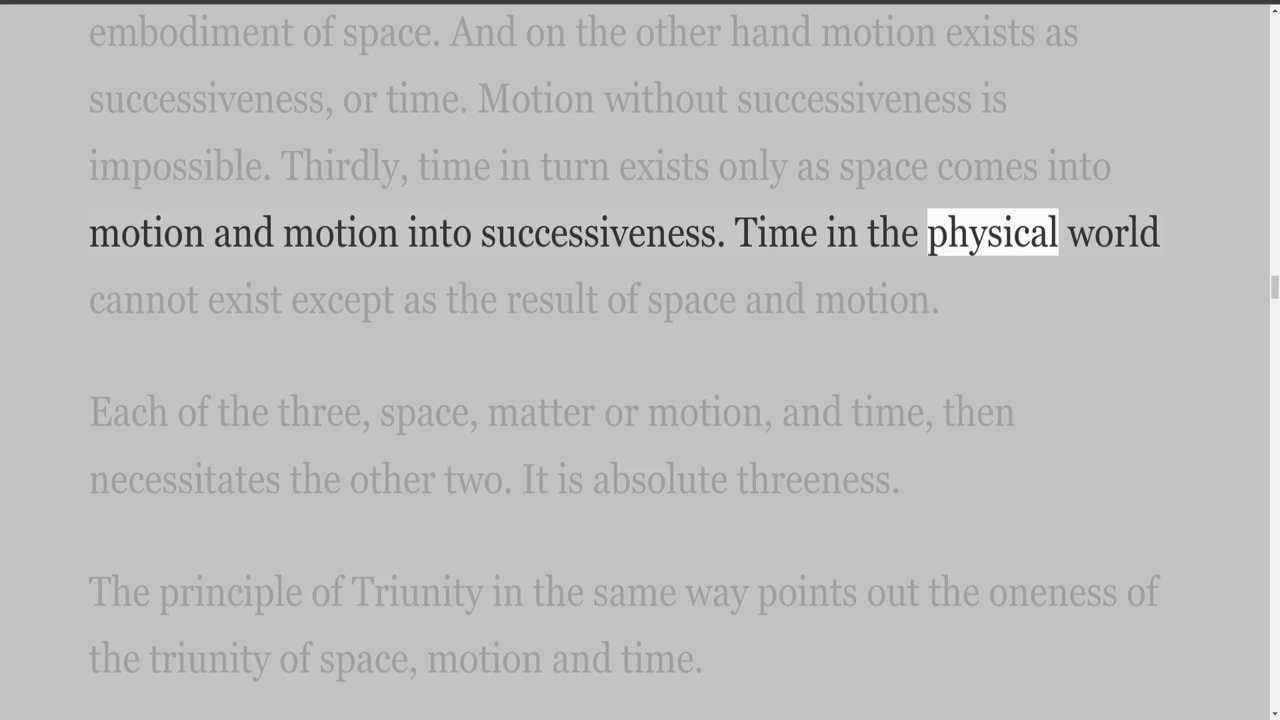 embodiment of space. And on the other hand motion exists as
successiveness, or time. Motion without successiveness is
impossible. Thirdly, time in turn exists only as space comes into
motion and motion into successiveness. Time in the physical world
cannot exist except as the result of space and motion.
Each of the three, space, matter or motion, and time, then
necessitates the other two. It is absolute threeness.
The principle of Triunity in the same way points out the oneness of
the triunity of space, motion and time.